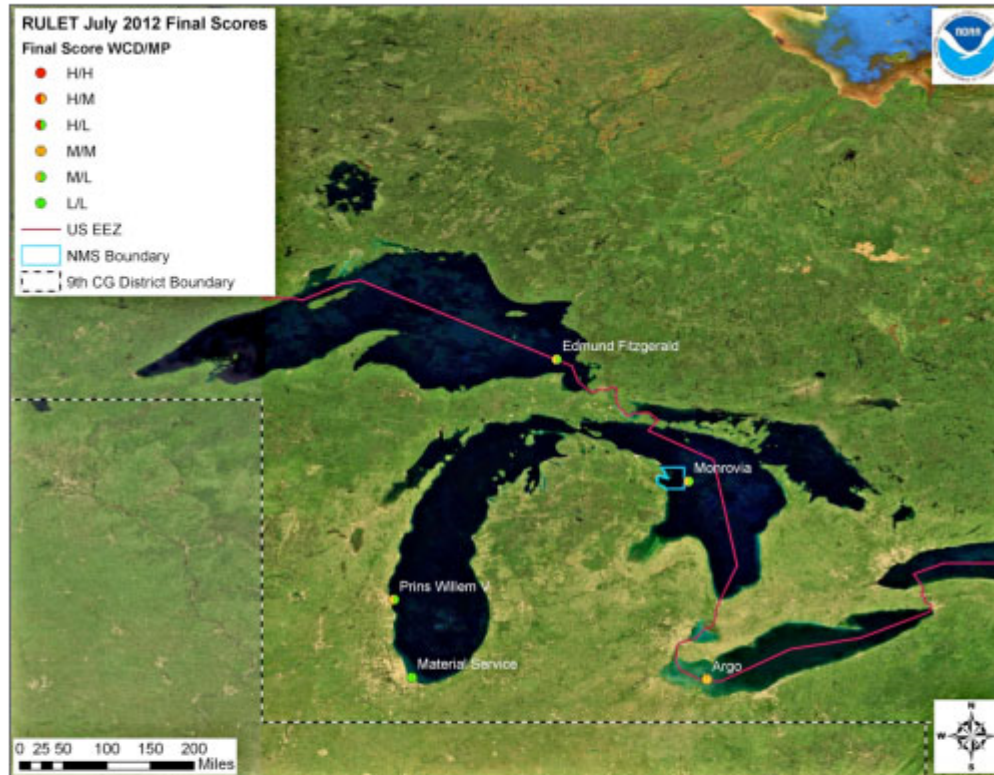 RULET July 2012 Final Scores
Final Score WCD/MP
H/H
H/M
H/L
M/M
M/L
L/L
US EEZ
NMS Boundary
9th CG District Boundary
NOAA
Edmund Fitzgerald
Monrovia
Prins Willem V
Material Service
Argo
N
W E
S
0 25 50 100 150 200
Miles